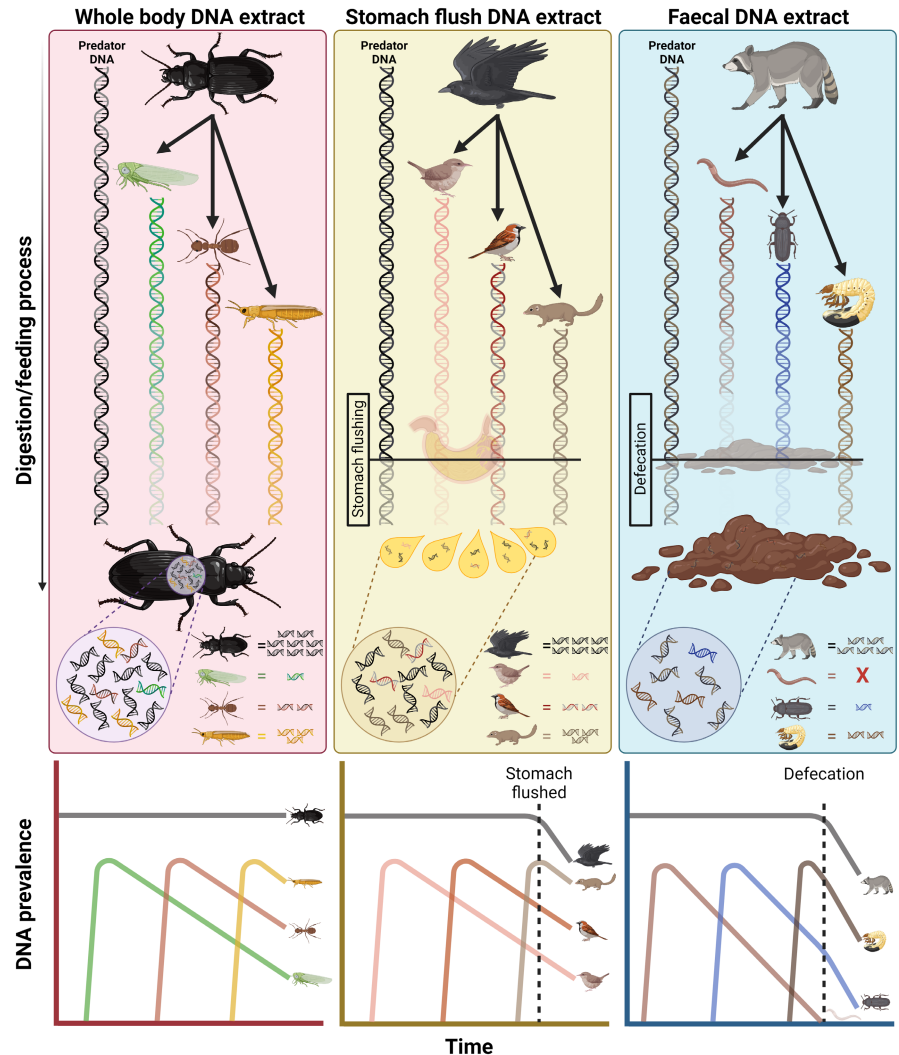 Whole body DNA extract
Stomach flush DNA extract
Faecal DNA extract
Predator
DNA
Predator
DNA
Predator
DNA
Digestion/feeding process
Stomach flushing
Defecation
=
=
=
=
=
=
=
=
=
= X
=
=
DNA prevalence
Stomach
flushed
Defecation
Time